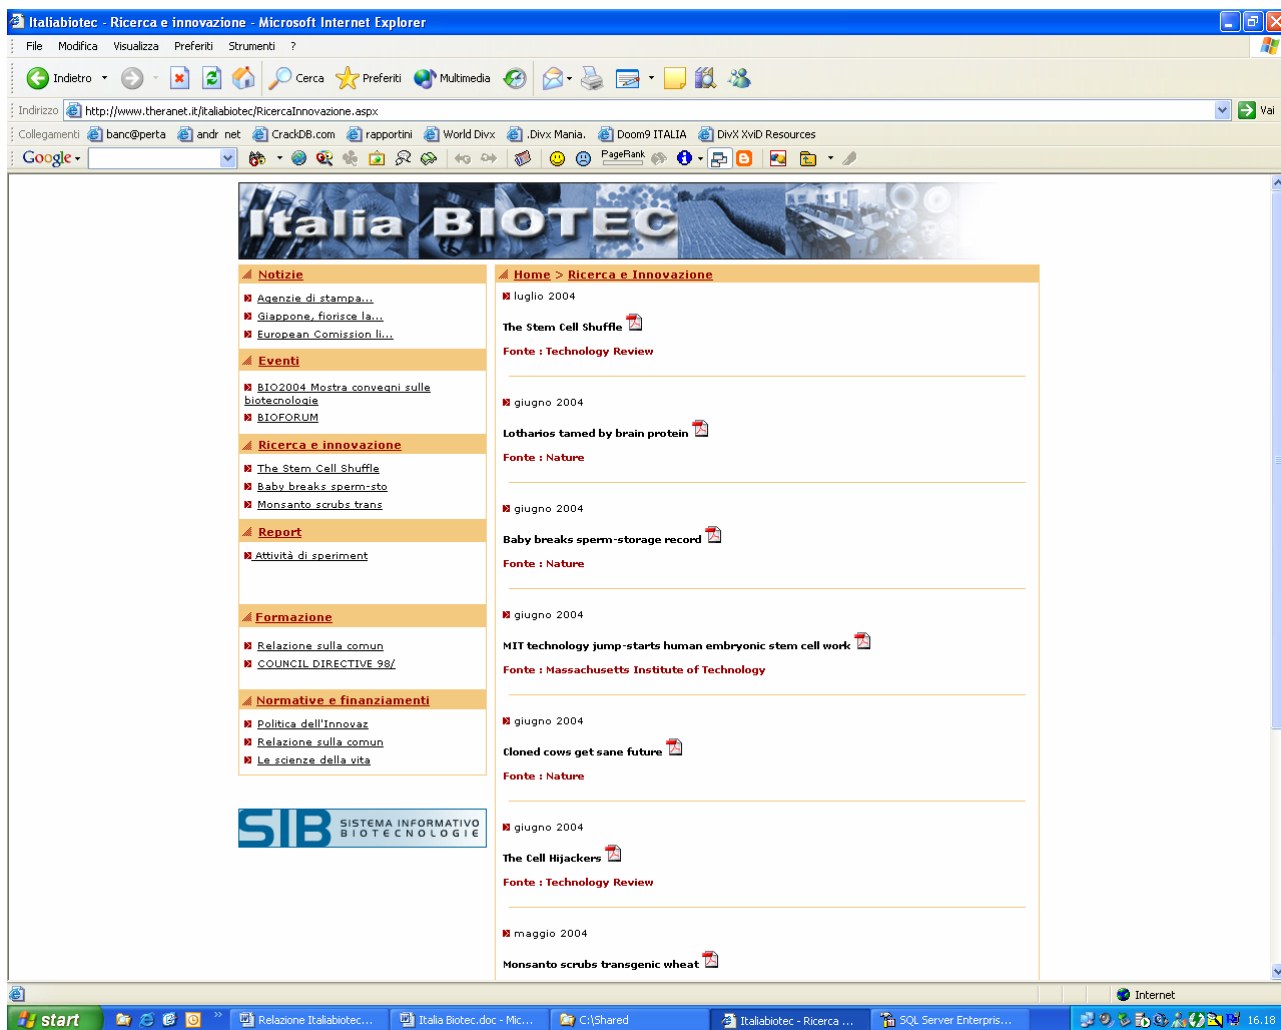 Italiabiotec - Ricerca e innovazione - Microsoft Internet Explorer
File Modifica Visualizza Preferiti Strumenti ?
Indietro Cerca Preferiti Multimedia
Indirizzo http://www.theranet.it/italiabiotec/RicercaInnovazione.aspx Vai
Collegamenti banc@perta andr net CrackDB.com rapportini World Divx .Divx Mania. Doom9 ITALIA DivX XviD Resources
Google PageRank
Italia BIOTEC
Notizie
Agenzie di stampa...
Giappone, fiorisce la...
European Comission li...
Eventi
BIO2004 Mostra convegni sulle
biotecnologie
BIOFORUM
Ricerca e innovazione
The Stem Cell Shuffle
Baby breaks sperm-sto
Monsanto scrubs trans
Report
Attività di speriment
Formazione
Relazione sulla comun
COUNCIL DIRECTIVE 98/
Normative e finanziamenti
Politica dell'Innovaz
Relazione sulla comun
Le scienze della vita
SIB SISTEMA INFORMATIVO
BIOTECNOLOGIE
Home > Ricerca e Innovazione
luglio 2004
The Stem Cell Shuffle
Fonte : Technology Review
giugno 2004
Lotharios tamed by brain protein
Fonte : Nature
giugno 2004
Baby breaks sperm-storage record
Fonte : Nature
giugno 2004
MIT technology jump-starts human embryonic stem cell work
Fonte : Massachusetts Institute of Technology
giugno 2004
Cloned cows get sane future
Fonte : Nature
giugno 2004
The Cell Hijackers
Fonte : Technology Review
maggio 2004
Monsanto scrubs transgenic wheat
Internet
start Relazione Italiabiotec... Italia Biotec.doc - Mic... C:\Shared Italiabiotec - Ricerca ... SQL Server Enterpris... 16.18